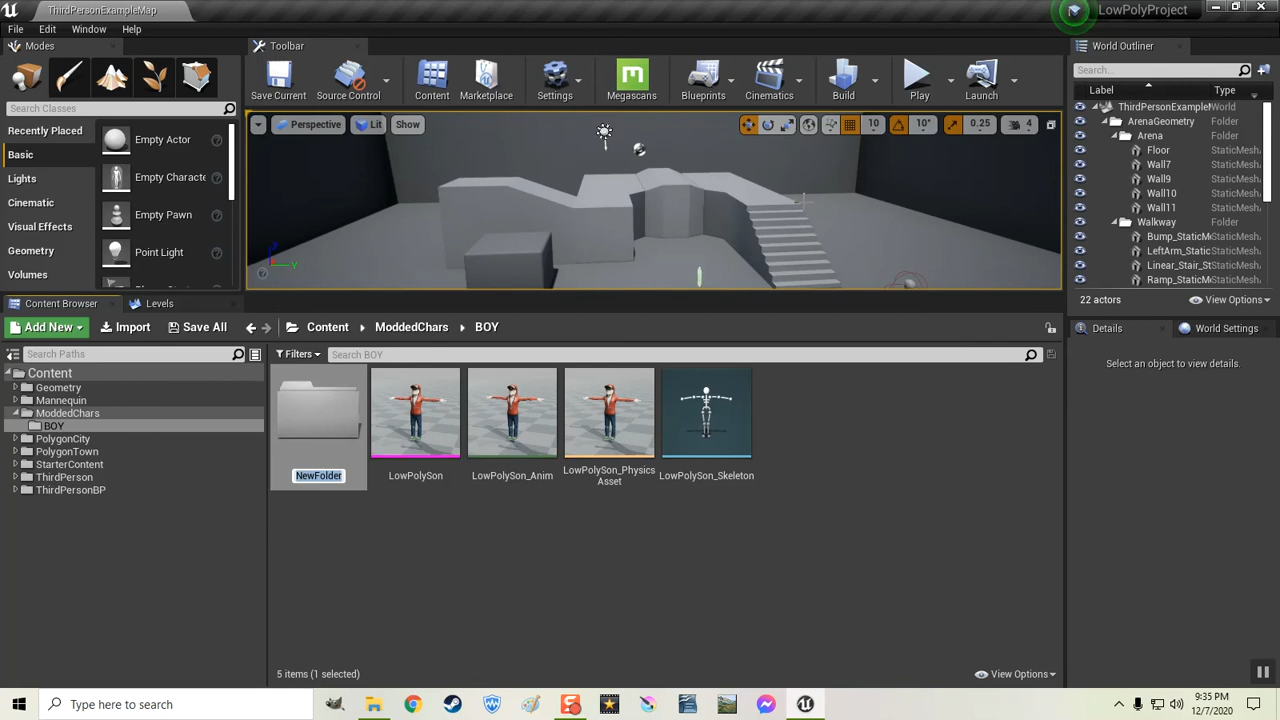 ThirdPersonExampleMap
LowPolyProject
File Edit Window Help
Modes
Toolbar
World Outliner
Search Classes
Save Current
Source Control
Content
Marketplace
Settings
Megascans
Blueprints
Cinematics
Build
Play
Launch
Search...
Label Type
Recently Placed
Basic
Lights
Cinematic
Visual Effects
Geometry
Volumes
Empty Actor
Empty Characte
Empty Pawn
Point Light
Perspective Lit Show
10 10° 0.25 4
ThirdPersonExampleWorld
ArenaGeometry Folder
Arena Folder
Floor StaticMesh
Wall7 StaticMesh
Wall9 StaticMesh
Wall10 StaticMesh
Wall11 StaticMesh
Walkway Folder
Bump_StaticMeStaticMesh
LeftArm_StaticStaticMesh
Linear_Stair_StStaticMesh
Ramp_StaticMeStaticMesh
22 actors View Options
Content Browser Levels
Add New Import Save All Content ModdedChars BOY
Search Paths
Filters
Search BOY
Content
Geometry
Mannequin
ModdedChars
BOY
PolygonCity
PolygonTown
StarterContent
ThirdPerson
ThirdPersonBP
NewFolder
LowPolySon
LowPolySon_Anim
LowPolySon_Physics
Asset
LowPolySon_Skeleton
5 items (1 selected)
View Options
Details World Settings
Select an object to view details.
Type here to search
9:35 PM
12/7/2020